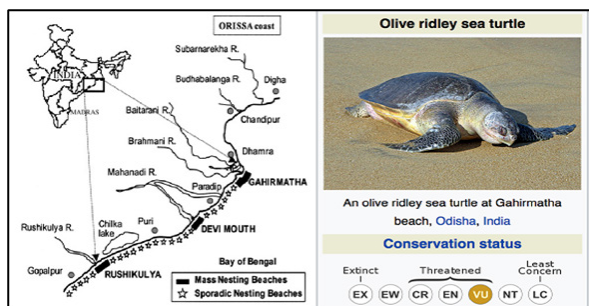 ORISSA coast
Subarnarekha R.
Budhabalanga R.
Digha
INDIA
MADRAS
Baitarani R.
Chandipur
Brahmani R.
Dhamra
Mahanadi R.
GAHIRMATHA
Paradip
Rushikulya R.
Chilka
lake
Puri
DEVI MOUTH
Gopalpur
RUSHIKULYA
Bay of Bengal
Mass Nesting Beaches
Sporadic Nesting Beaches
Olive ridley sea turtle
An olive ridley sea turtle at Gahirmatha
beach, Odisha, India
Conservation status
Extinct
Threatened
Least
Concern
EX EW CR EN VU NT LC